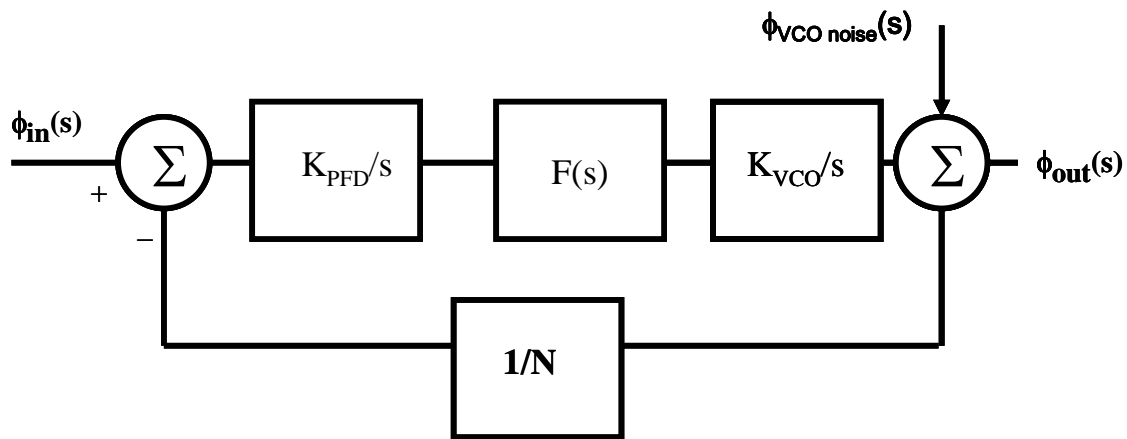 ϕVCO noise(s)
ϕin(s)
Σ
KPFD/s
F(s)
KVCO/s
Σ
ϕout(s)
+
−
1/N